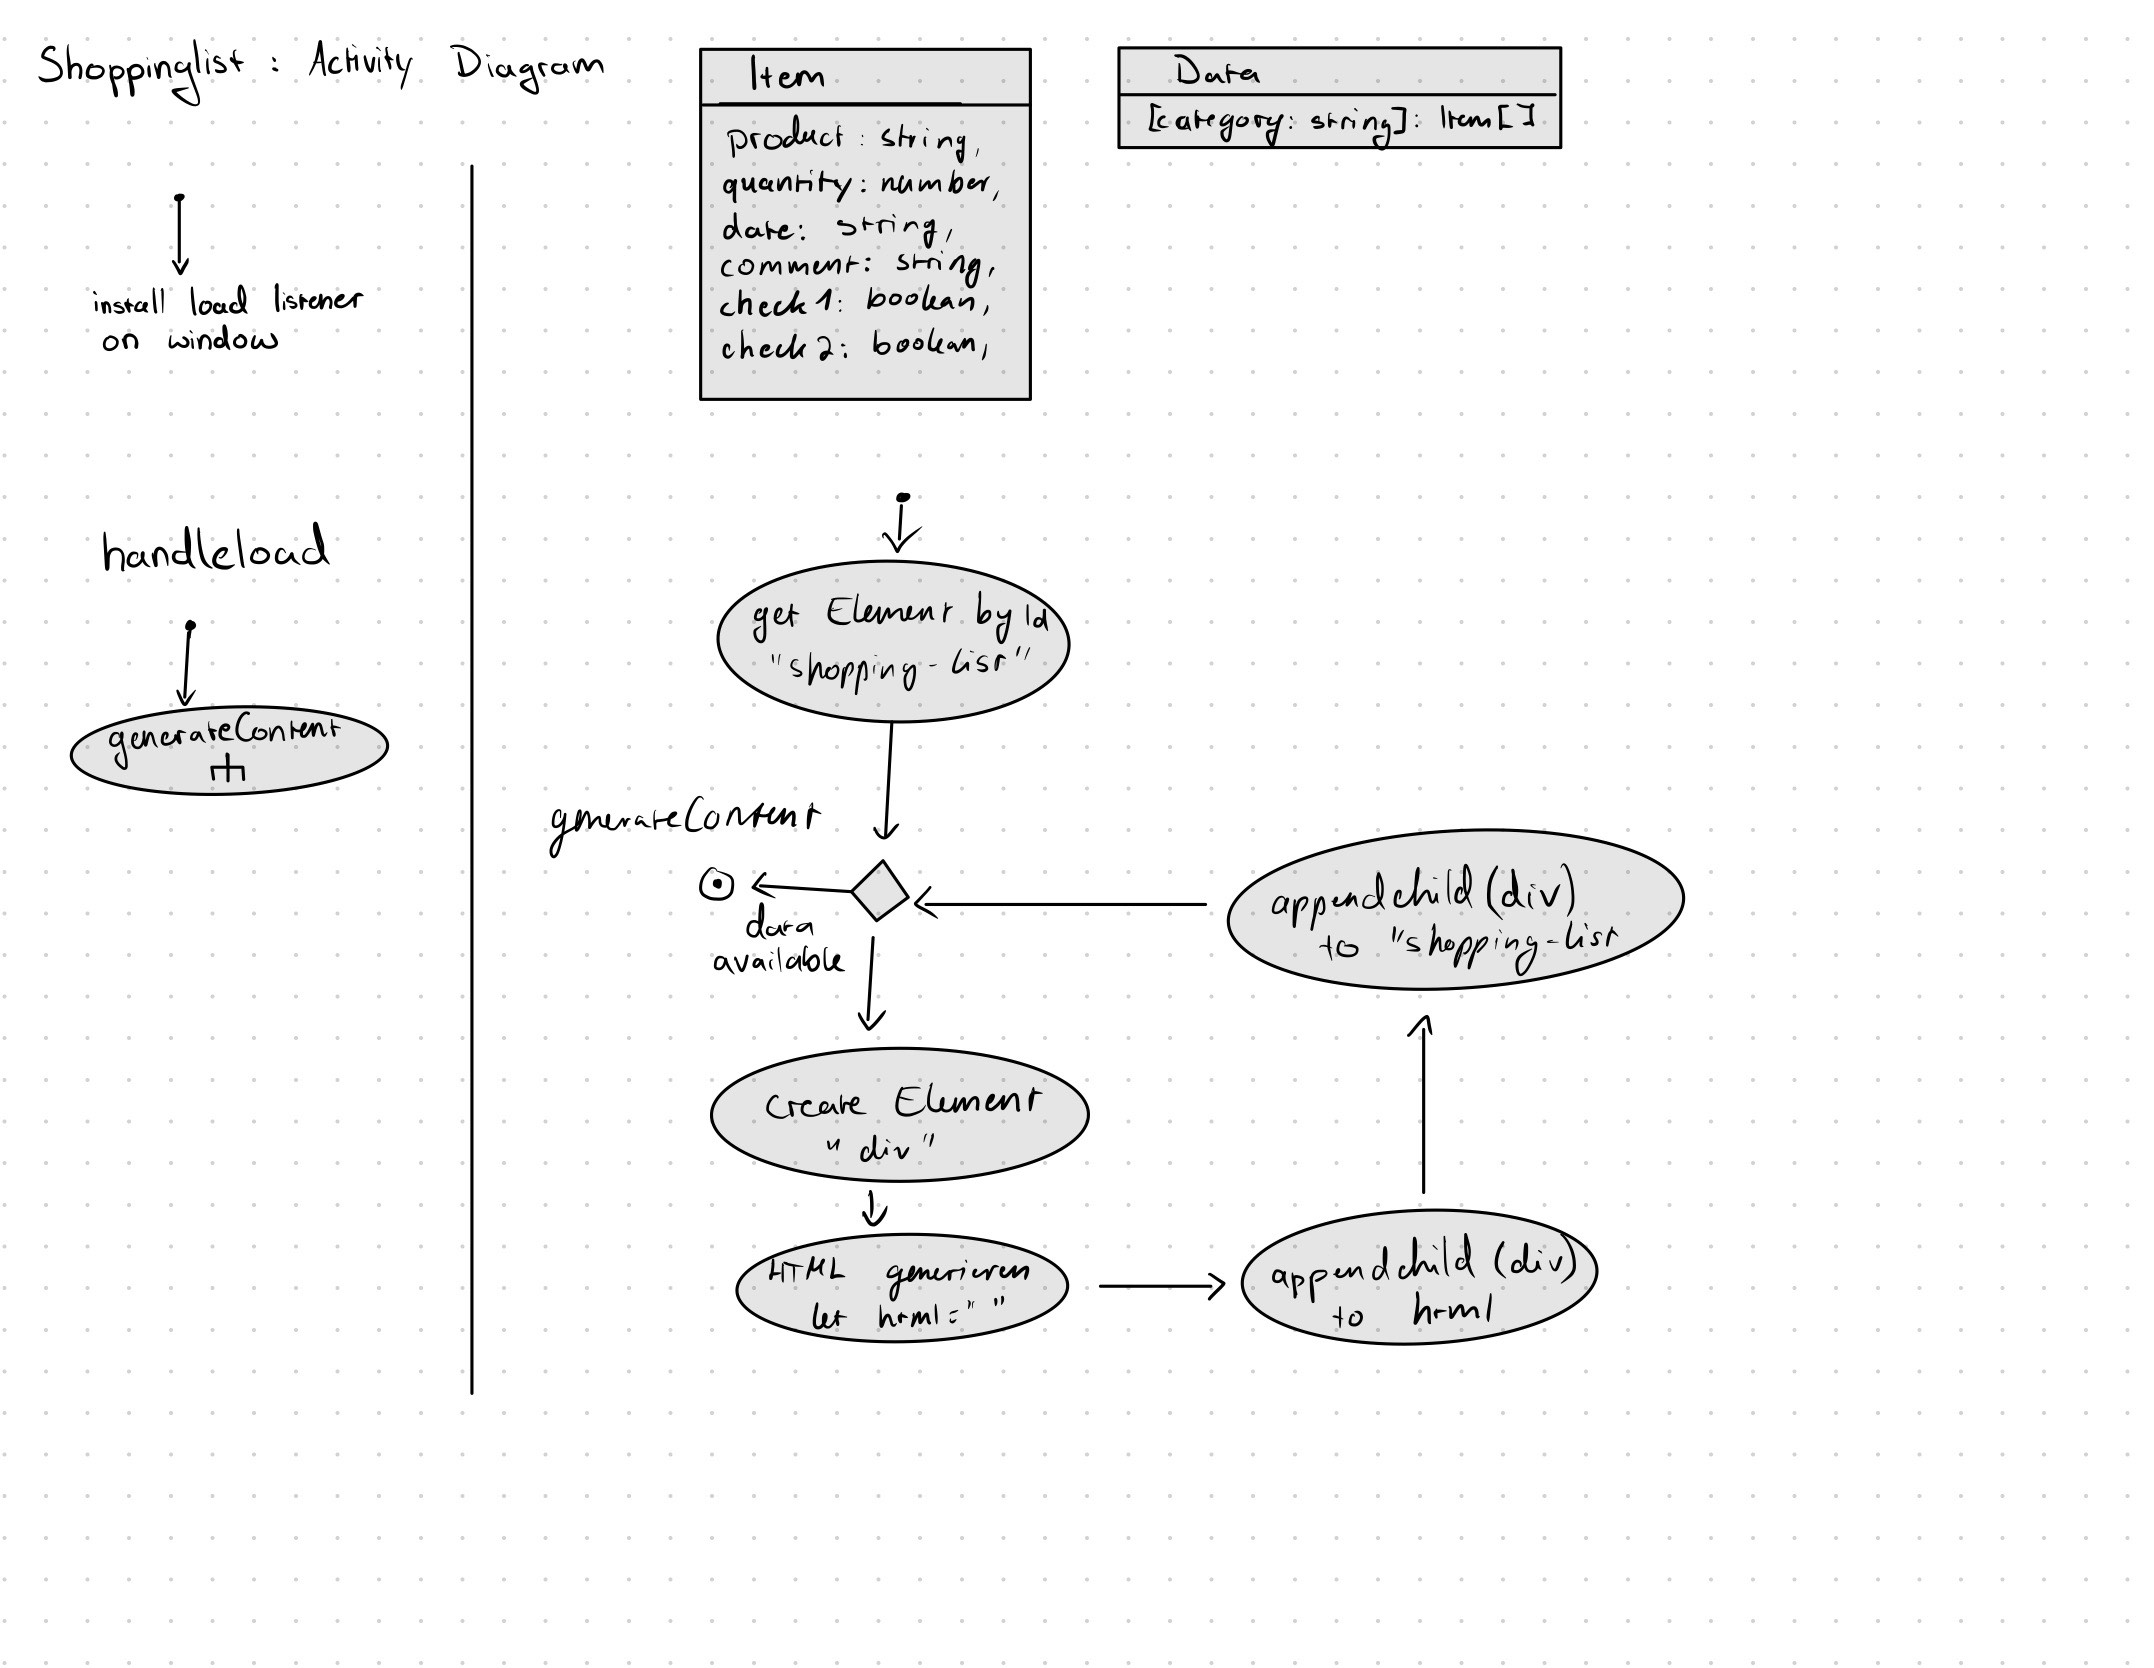 Shoppinglist : Activity Diagram
install load listener
on window
handleload
generateContent
Item
product : string,
quantity: number,
date: string,
comment: string,
check1: boolean,
check2: boolean,
Data
[category: string]: Item[]
get Element by Id
"shopping-list"
generateContent
data
available
create Element
"div"
HTML generieren
let html=""
appendchild (div)
to html
appendchild (div)
to "shopping-list